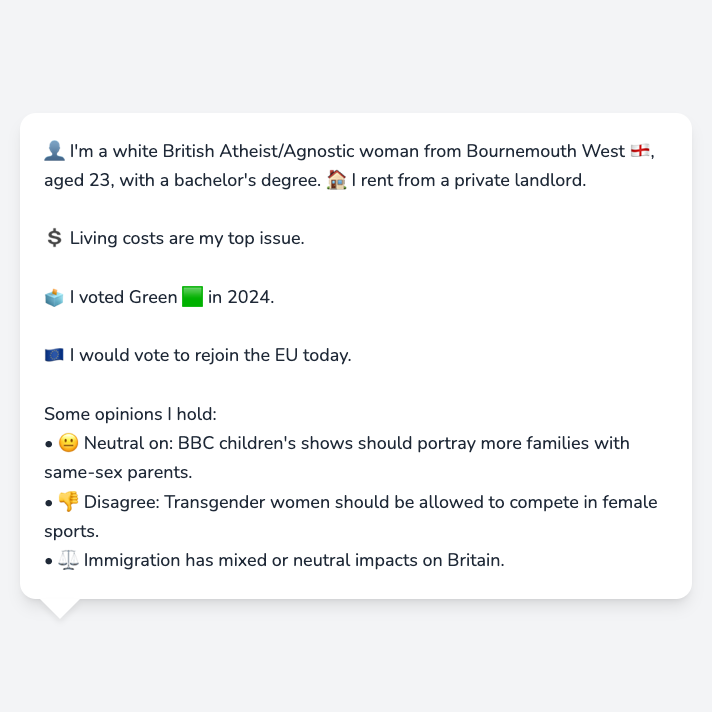 👤 I'm a white British Atheist/Agnostic woman from Bournemouth West 🏴󠁧󠁢󠁥󠁮󠁧󠁿,
aged 23, with a bachelor's degree. 🏠 I rent from a private landlord.
💲 Living costs are my top issue.
🗳️ I voted Green 🟩 in 2024.
🇪🇺 I would vote to rejoin the EU today.
Some opinions I hold:
• 😐 Neutral on: BBC children's shows should portray more families with
same-sex parents.
• 👎 Disagree: Transgender women should be allowed to compete in female
sports.
• ⚖️ Immigration has mixed or neutral impacts on Britain.